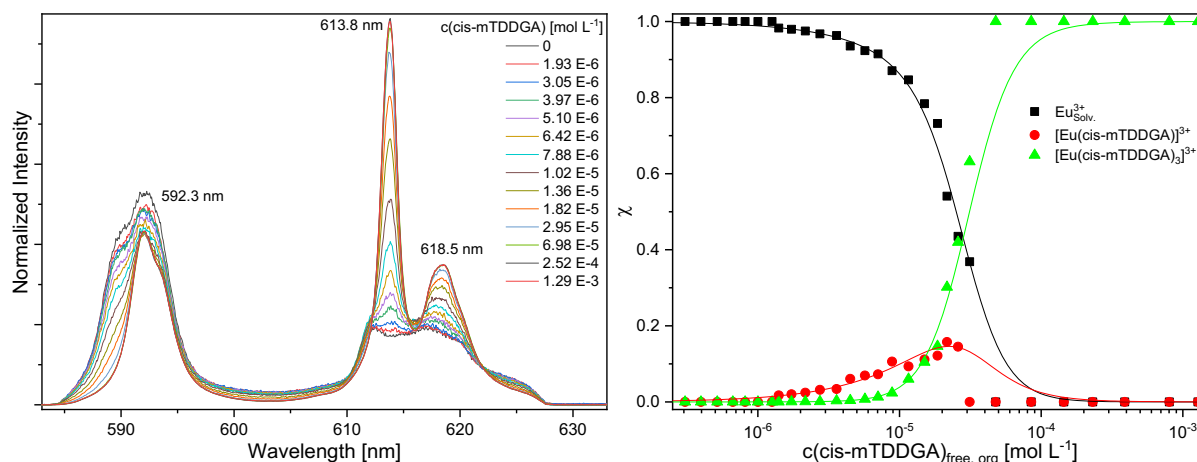 613.8 nm
c(cis-mTDDGA) [mol L⁻¹]
0
1.93 E-6
3.05 E-6
3.97 E-6
5.10 E-6
6.42 E-6
7.88 E-6
1.02 E-5
1.36 E-5
1.82 E-5
2.95 E-5
6.98 E-5
2.52 E-4
1.29 E-3
592.3 nm
618.5 nm
Normalized Intensity
590
600
610
620
630
Wavelength [nm]
1.0
0.8
0.6
0.4
0.2
0.0
χ
Eu³⁺Solv.
[Eu(cis-mTDDGA)]³⁺
[Eu(cis-mTDDGA)₃]³⁺
10⁻⁶
10⁻⁵
10⁻⁴
10⁻³
c(cis-mTDDGA)free, org [mol L⁻¹]